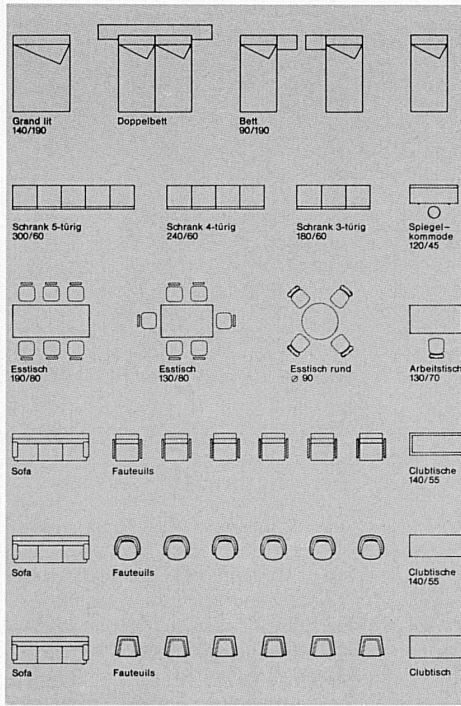 Grand lit
140/190
Doppelbett
Bett
90/190
Schrank 5-türig
300/60
Schrank 4-türig
240/60
Schrank 3-türig
180/60
Spiegel-
kommode
120/45
Esstisch
190/80
Esstisch
130/80
Esstisch rund
⌀ 90
Arbeitstisch
130/70
Sofa
Fauteuils
Clubtische
140/55
Sofa
Fauteuils
Clubtische
140/55
Sofa
Fauteuils
Clubtisch